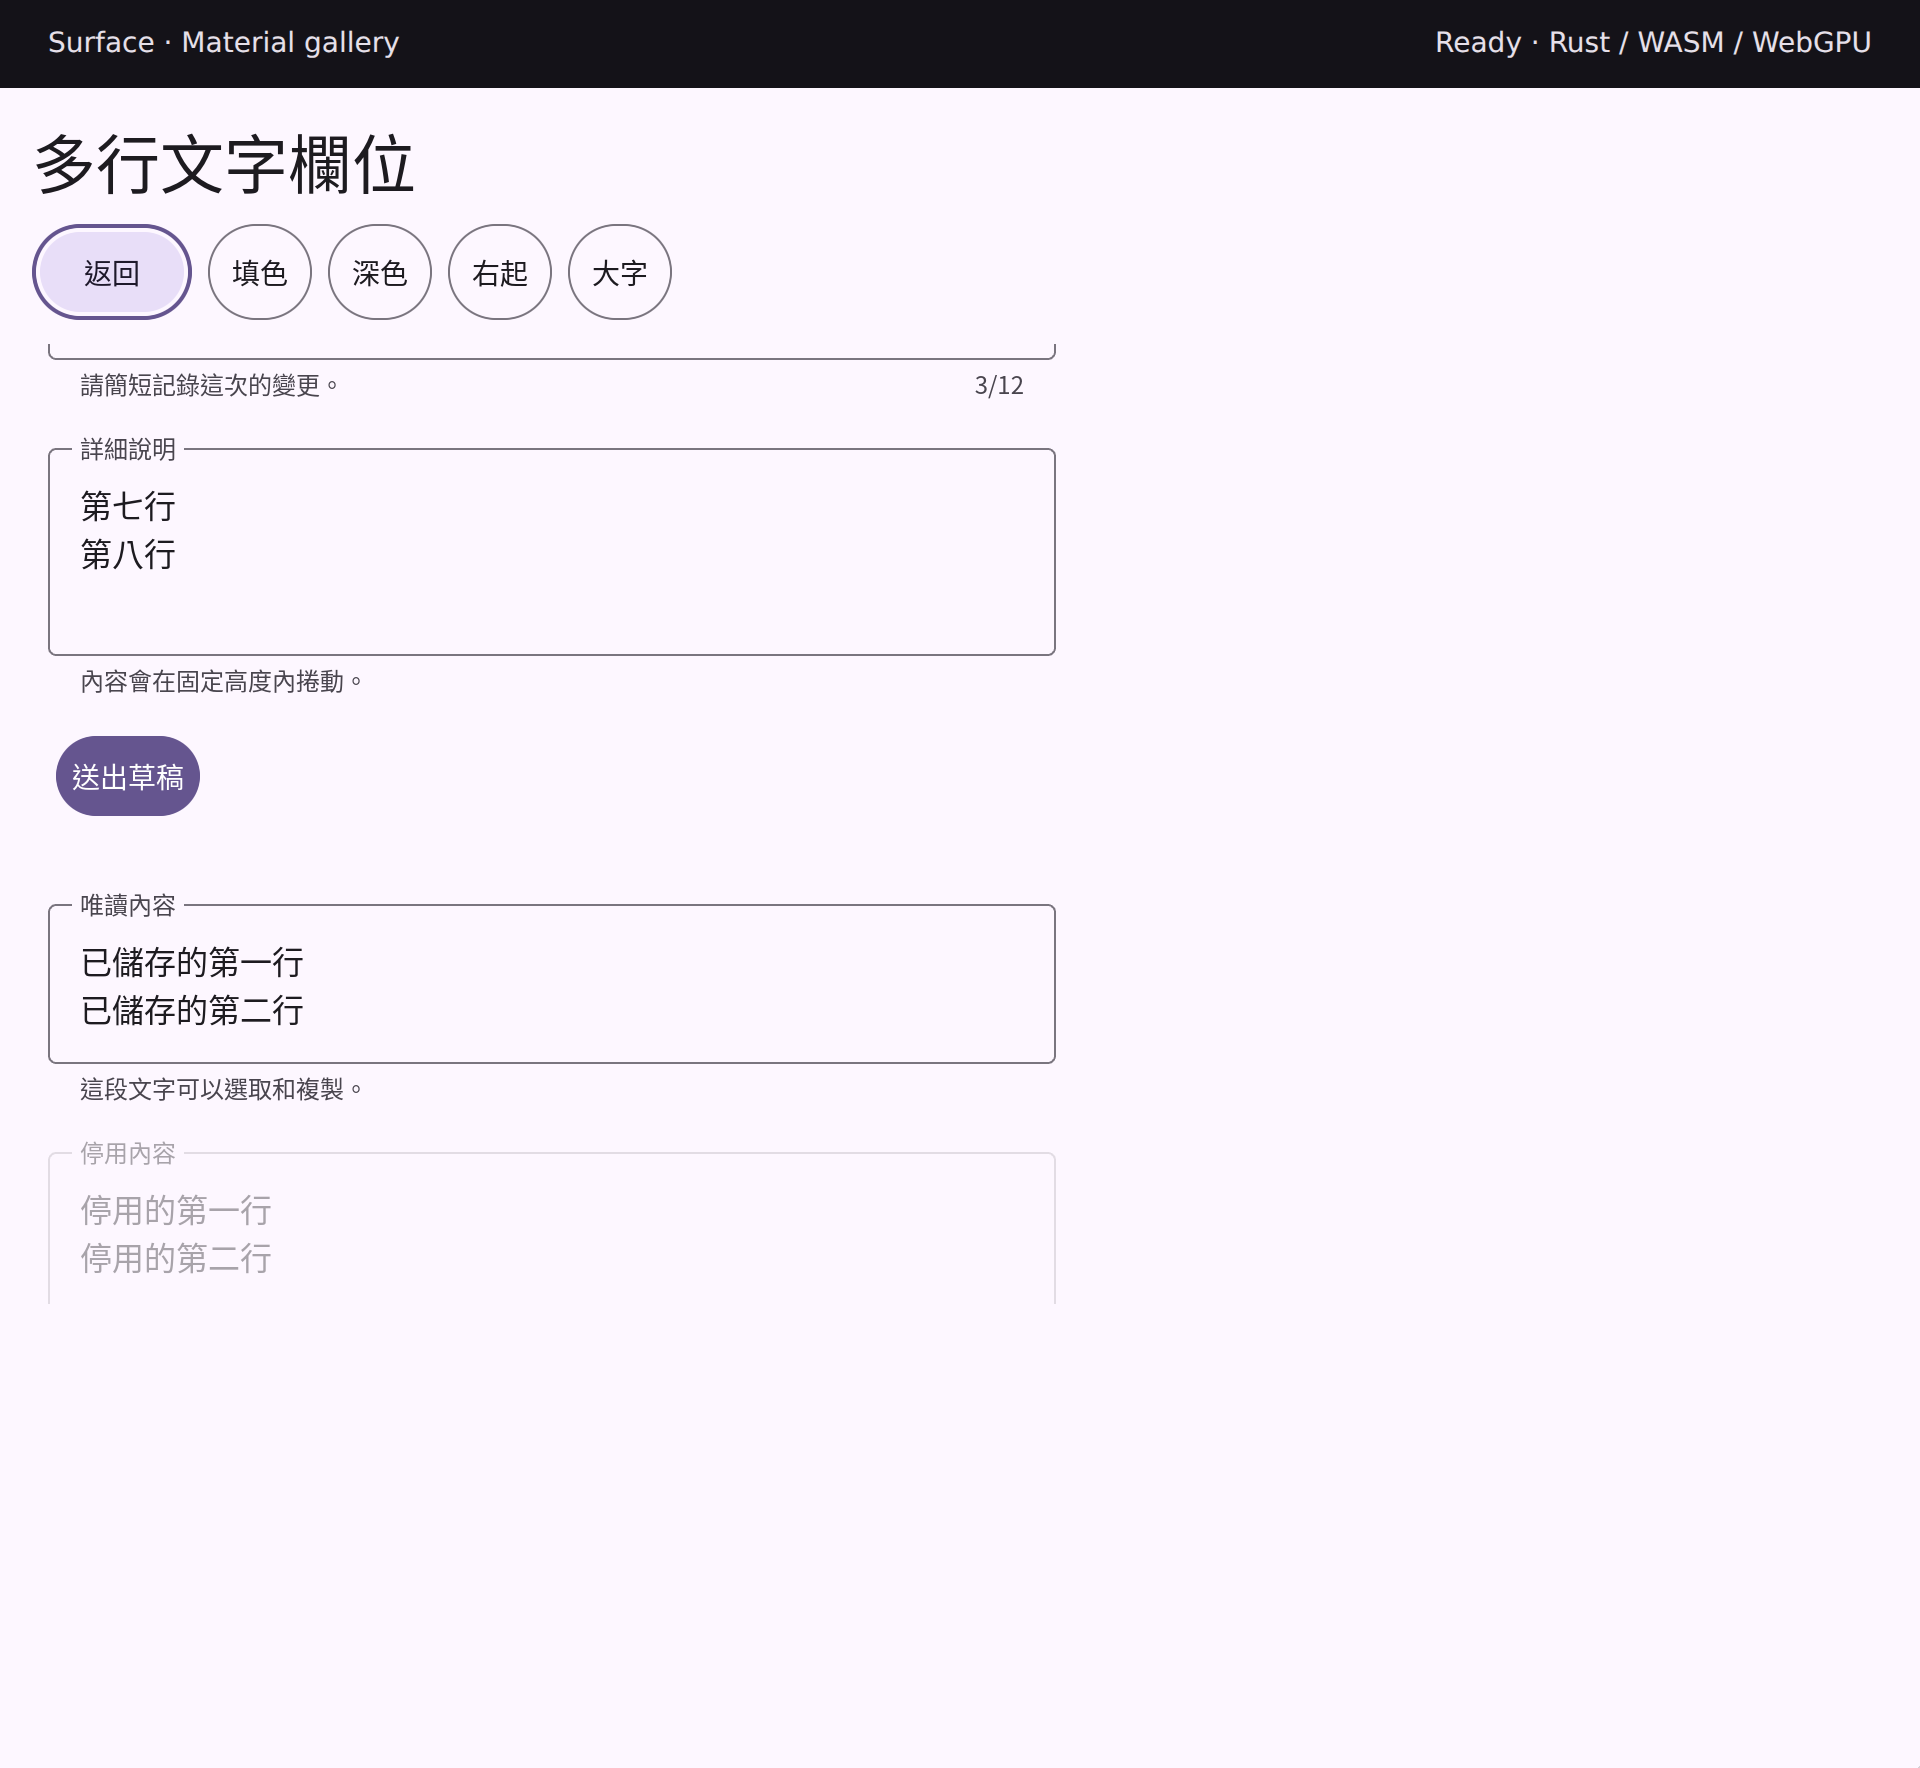 Surface · Material gallery
Ready · Rust / WASM / WebGPU
多行文字欄位
返回
填色
深色
右起
大字
請簡短記錄這次的變更。
3/12
詳細說明
第七行
第八行
內容會在固定高度內捲動。
送出草稿
唯讀內容
已儲存的第一行
已儲存的第二行
這段文字可以選取和複製。
停用內容
停用的第一行
停用的第二行